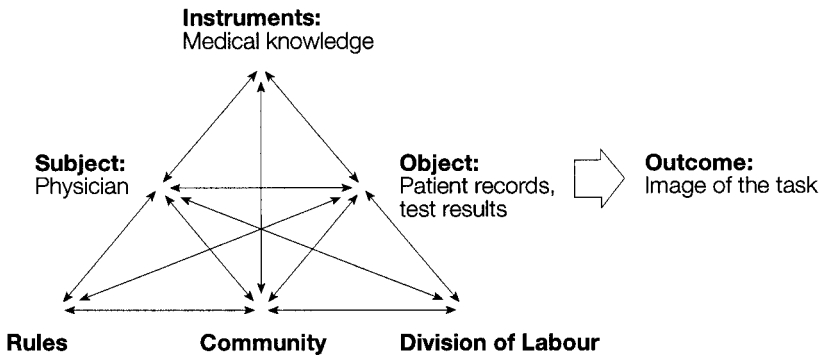 Instruments:
Medical knowledge
Subject:
Physician
Object:
Patient records,
test results
Outcome:
Image of the task
Rules
Community
Division of Labour